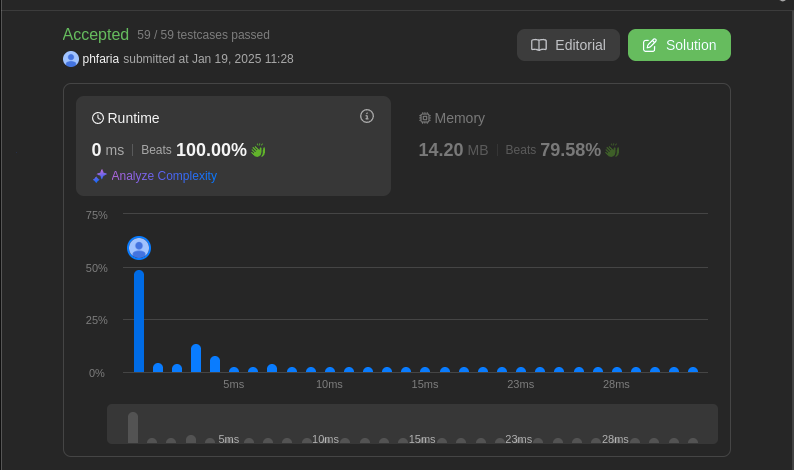 Accepted 59 / 59 testcases passed
phfaria submitted at Jan 19, 2025 11:28
Editorial
Solution
Runtime
0 ms Beats 100.00%
Analyze Complexity
Memory
14.20 MB Beats 79.58%
75%
50%
25%
0%
5ms 10ms 15ms 23ms 28ms
5ms 10ms 15ms 23ms 28ms